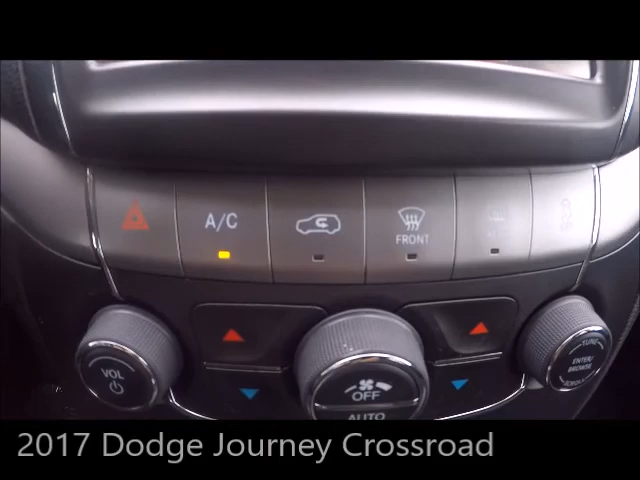 A/C
FRONT
VOL
OFF
AUTO
TUNE
ENTER/
BROWSE
2017 Dodge Journey Crossroad